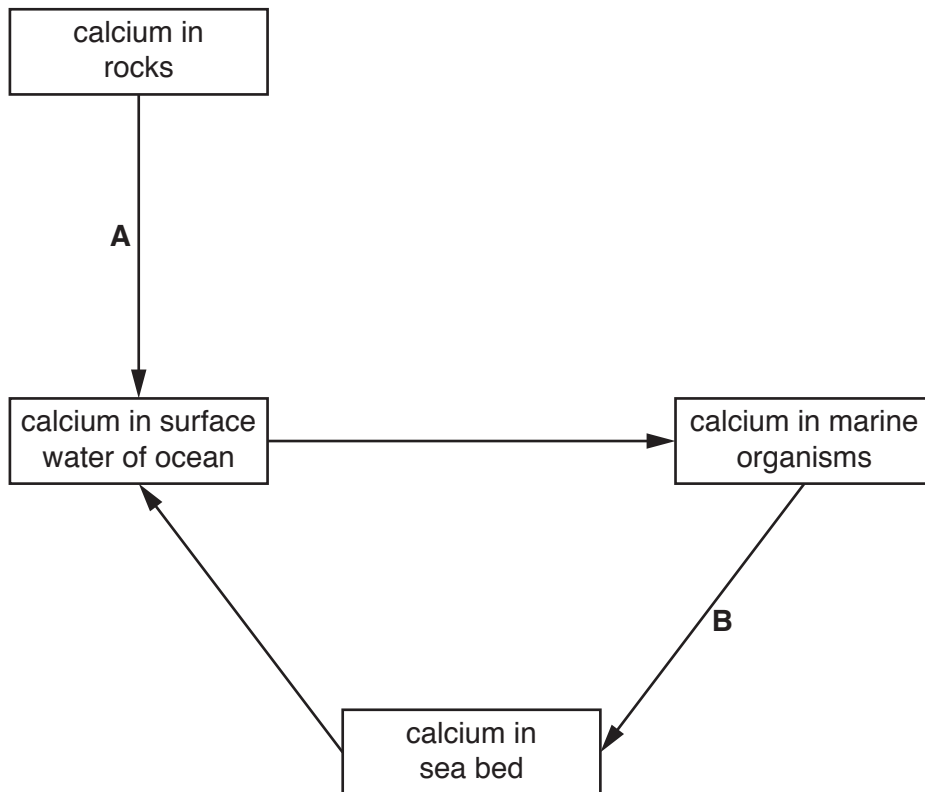 calcium in
rocks
A
calcium in surface
water of ocean
calcium in marine
organisms
B
calcium in
sea bed